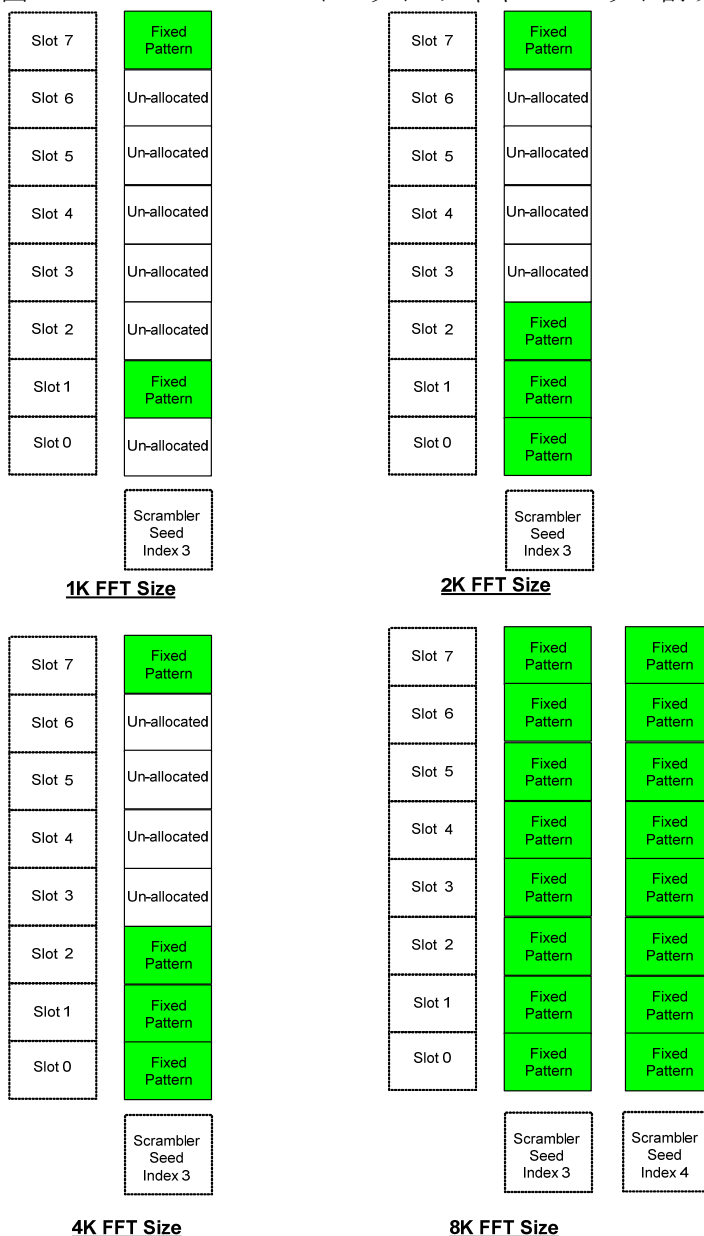 Slot 7
Fixed
Pattern
Slot 6
Un-allocated
Slot 5
Un-allocated
Slot 4
Un-allocated
Slot 3
Un-allocated
Slot 2
Un-allocated
Slot 1
Fixed
Pattern
Slot 0
Un-allocated
Scrambler
Seed
Index 3
1K FFT Size
Slot 7
Fixed
Pattern
Slot 6
Un-allocated
Slot 5
Un-allocated
Slot 4
Un-allocated
Slot 3
Un-allocated
Slot 2
Fixed
Pattern
Slot 1
Fixed
Pattern
Slot 0
Fixed
Pattern
Scrambler
Seed
Index 3
2K FFT Size
Slot 7
Fixed
Pattern
Slot 6
Un-allocated
Slot 5
Un-allocated
Slot 4
Un-allocated
Slot 3
Un-allocated
Slot 2
Fixed
Pattern
Slot 1
Fixed
Pattern
Slot 0
Fixed
Pattern
Scrambler
Seed
Index 3
4K FFT Size
Slot 7
Fixed
Pattern
Fixed
Pattern
Slot 6
Fixed
Pattern
Fixed
Pattern
Slot 5
Fixed
Pattern
Fixed
Pattern
Slot 4
Fixed
Pattern
Fixed
Pattern
Slot 3
Fixed
Pattern
Fixed
Pattern
Slot 2
Fixed
Pattern
Fixed
Pattern
Slot 1
Fixed
Pattern
Fixed
Pattern
Slot 0
Fixed
Pattern
Fixed
Pattern
Scrambler
Seed
Index 3
Scrambler
Seed
Index 4
8K FFT Size